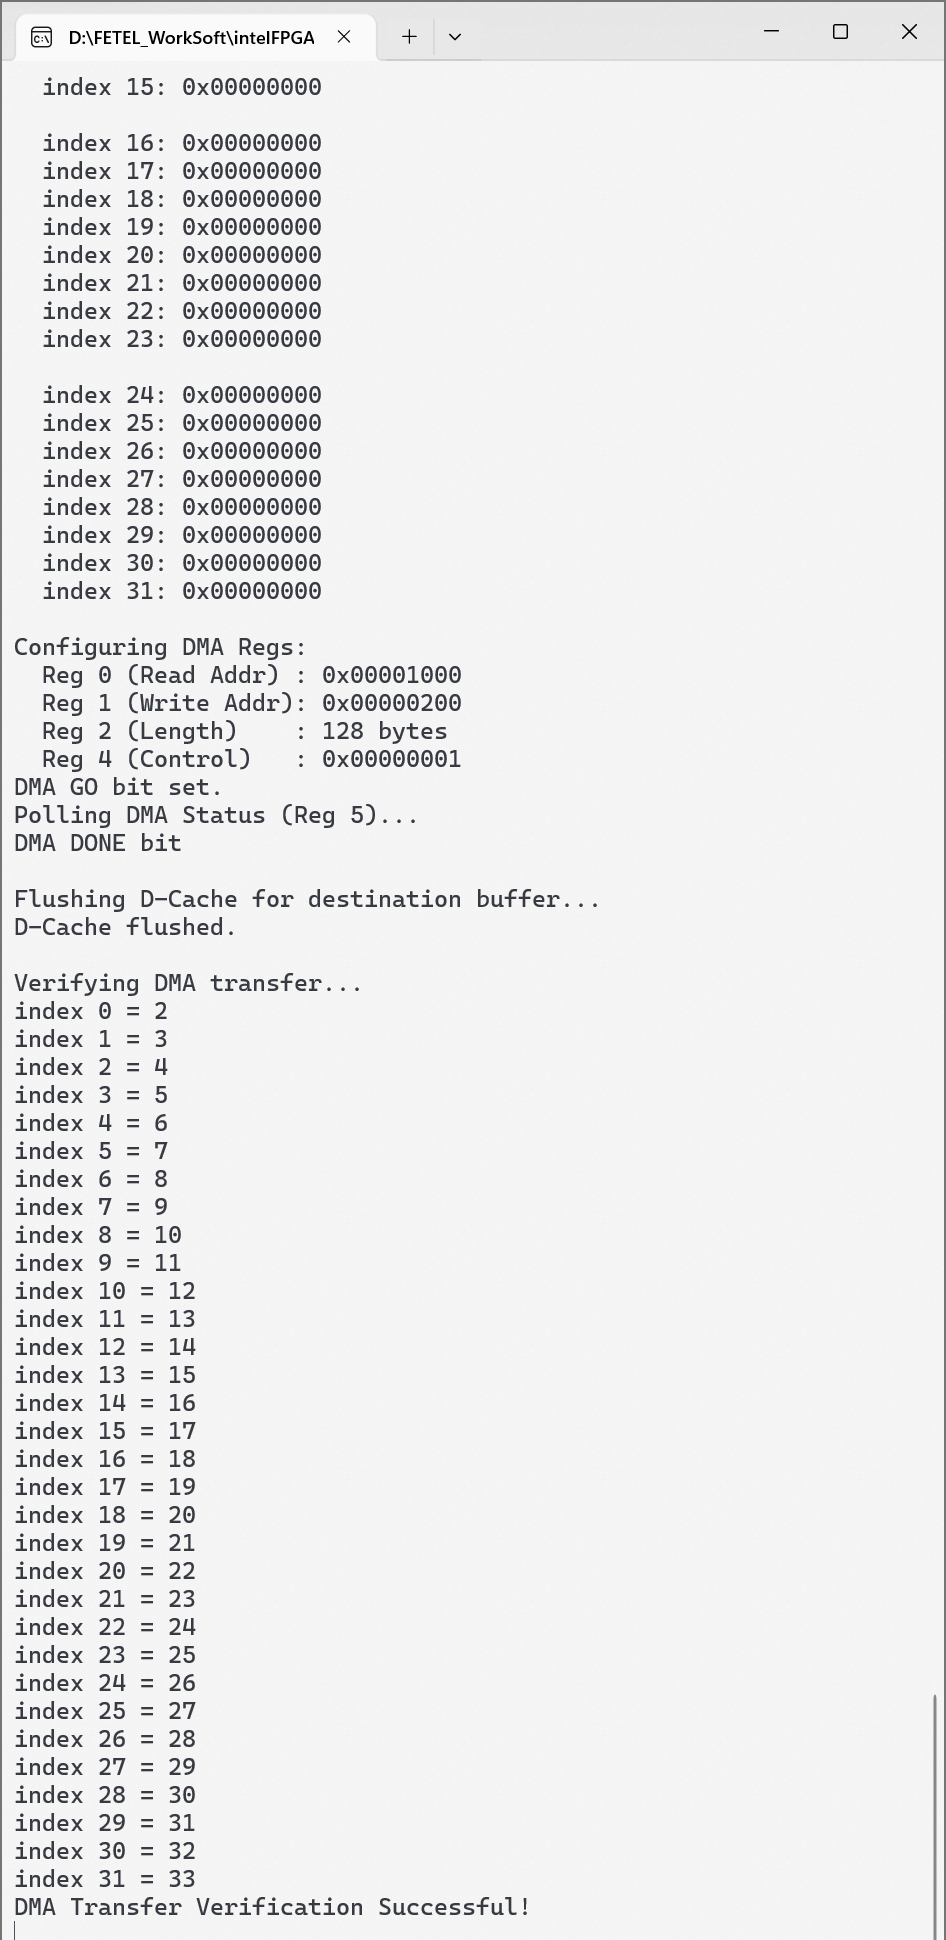 D:\FETEL_WorkSoft\intelFPGA
index 15: 0x00000000
index 16: 0x00000000
index 17: 0x00000000
index 18: 0x00000000
index 19: 0x00000000
index 20: 0x00000000
index 21: 0x00000000
index 22: 0x00000000
index 23: 0x00000000
index 24: 0x00000000
index 25: 0x00000000
index 26: 0x00000000
index 27: 0x00000000
index 28: 0x00000000
index 29: 0x00000000
index 30: 0x00000000
index 31: 0x00000000
Configuring DMA Regs:
Reg 0 (Read Addr) : 0x00001000
Reg 1 (Write Addr): 0x00000200
Reg 2 (Length)    : 128 bytes
Reg 4 (Control)   : 0x00000001
DMA GO bit set.
Polling DMA Status (Reg 5)...
DMA DONE bit
Flushing D-Cache for destination buffer...
D-Cache flushed.
Verifying DMA transfer...
index 0 = 2
index 1 = 3
index 2 = 4
index 3 = 5
index 4 = 6
index 5 = 7
index 6 = 8
index 7 = 9
index 8 = 10
index 9 = 11
index 10 = 12
index 11 = 13
index 12 = 14
index 13 = 15
index 14 = 16
index 15 = 17
index 16 = 18
index 17 = 19
index 18 = 20
index 19 = 21
index 20 = 22
index 21 = 23
index 22 = 24
index 23 = 25
index 24 = 26
index 25 = 27
index 26 = 28
index 27 = 29
index 28 = 30
index 29 = 31
index 30 = 32
index 31 = 33
DMA Transfer Verification Successful!